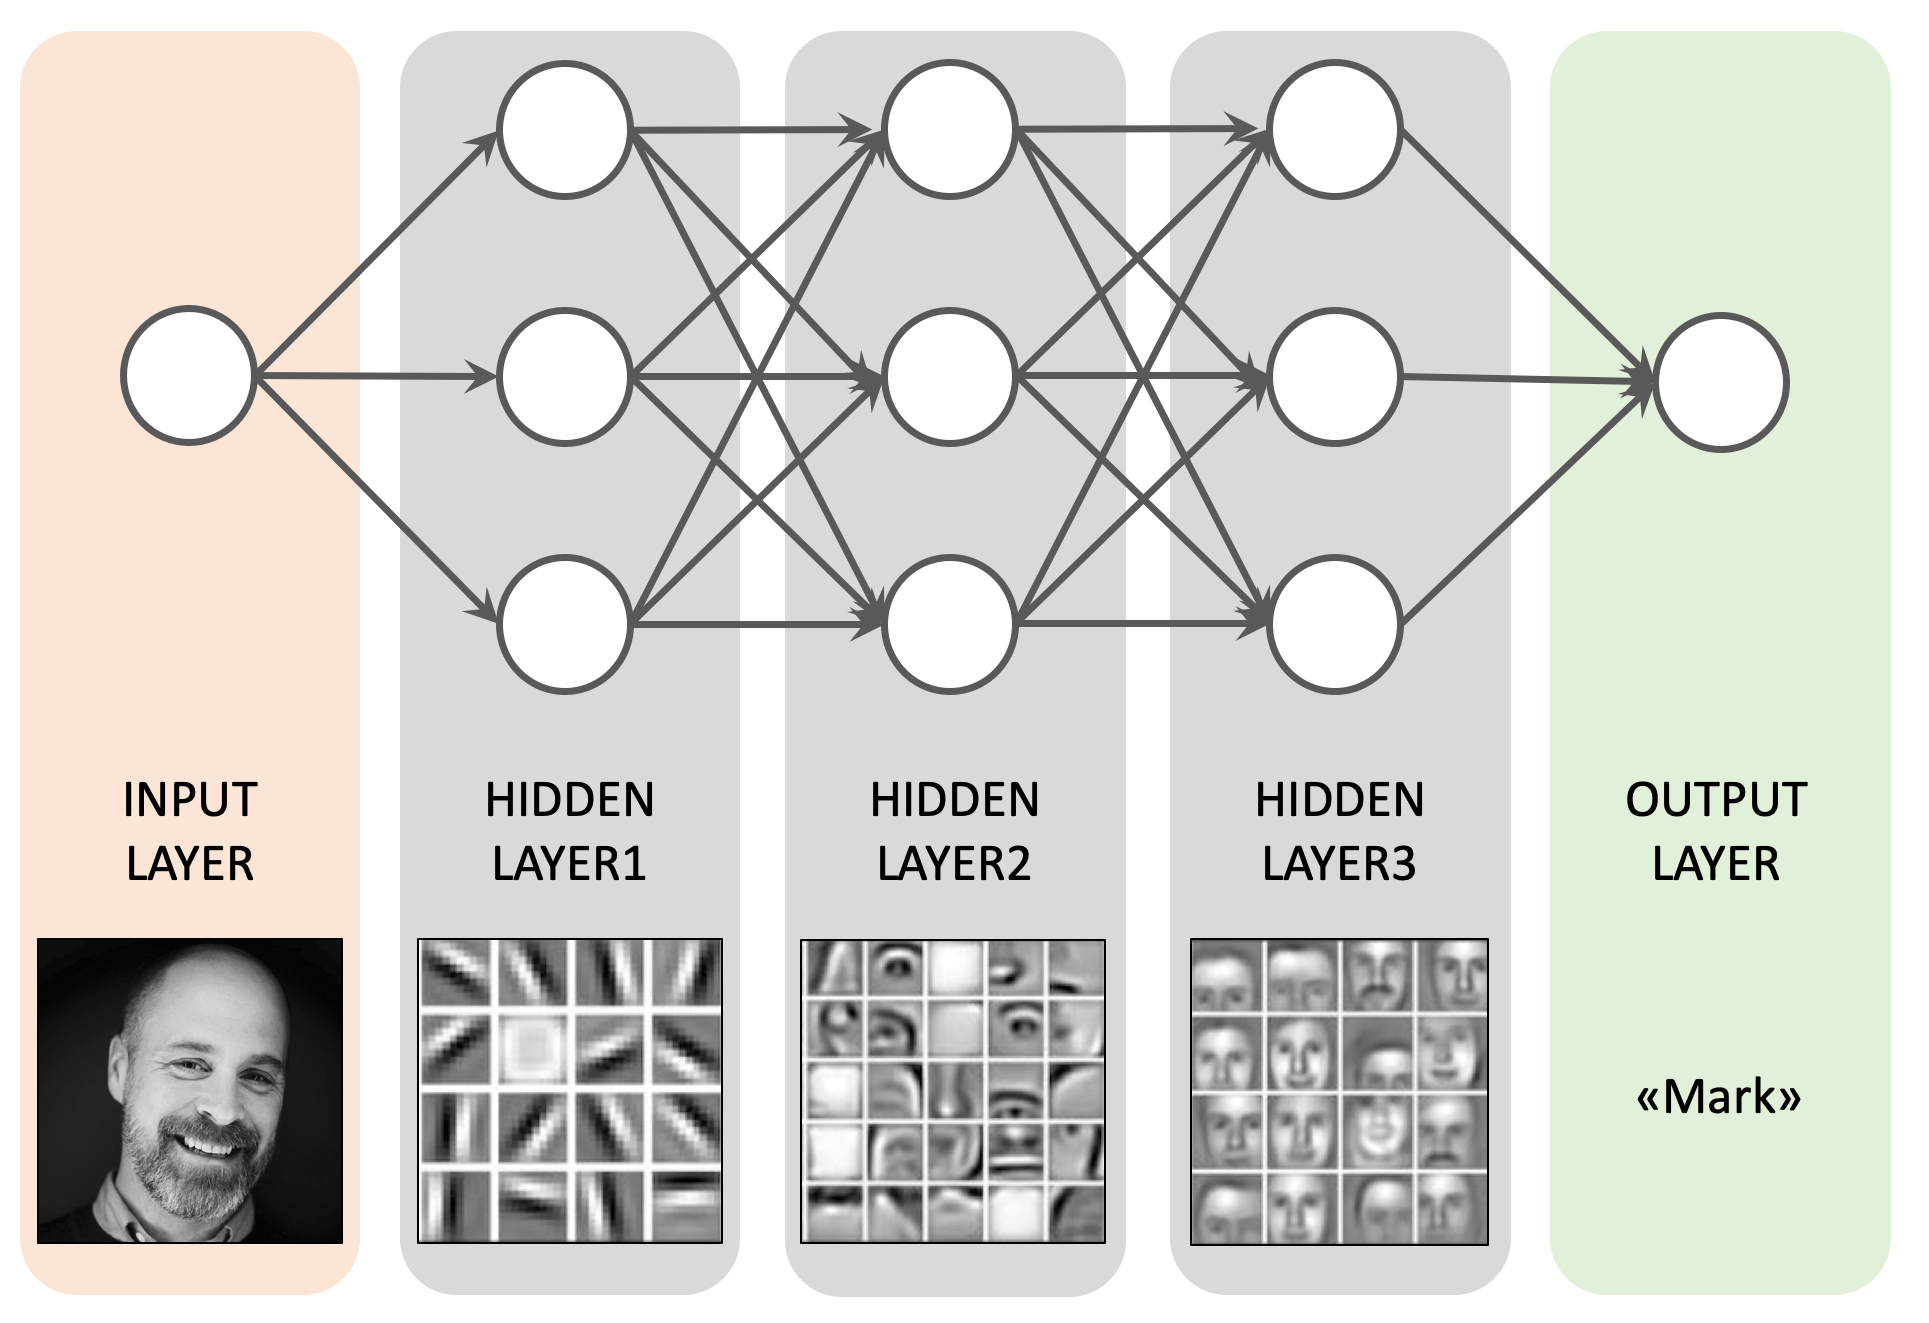 INPUT
LAYER
HIDDEN
LAYER1
HIDDEN
LAYER2
HIDDEN
LAYER3
OUTPUT
LAYER
«Mark»